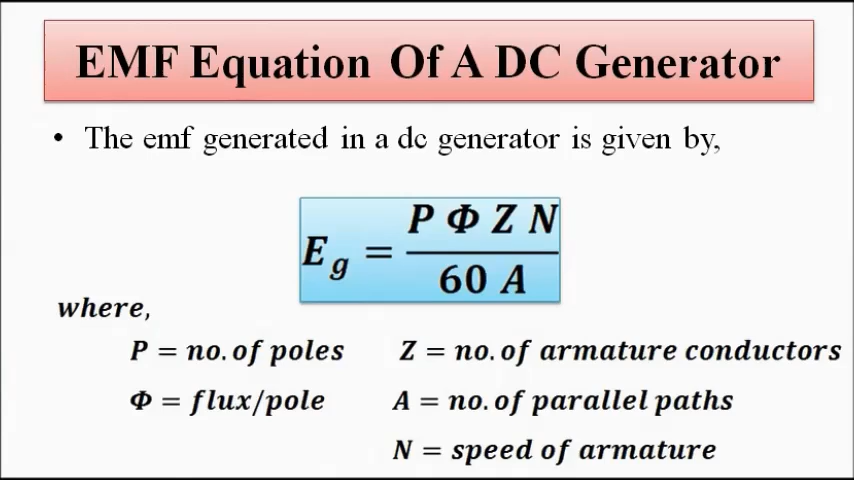 EMF Equation Of A DC Generator
• The emf generated in a dc generator is given by,
E_g = P Φ Z N / 60 A
where,
P = no. of poles Z = no. of armature conductors
Φ = flux/pole A = no. of parallel paths
N = speed of armature